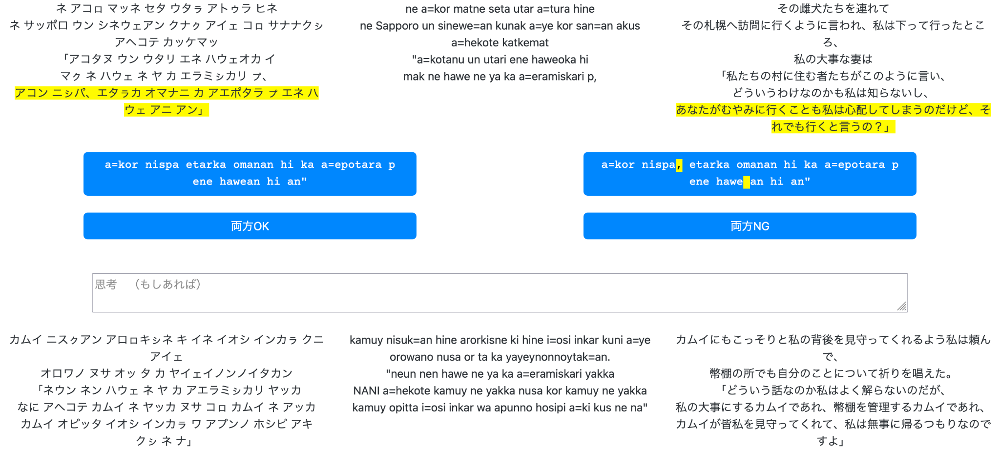 ネ アコㇿ マッネ セタ ウタㇻ アトゥラ ヒネ
ネ サッポロ ウン シネウェアン クナㇰ アイェ コㇿ サナナクㇱ
アヘコテ カッケマッ
「アコタヌ ウン ウタリ エネ ハウェオカ イ
マㇰ ネ ハウェ ネ ヤ カ エラミㇱカリ ㇷ゚、
アコン ニㇱパ、エタㇻカ オマナニ カ アエポタラ ㇷ゚ エネ ハ
ウェ アニ アン」
ne a=kor matne seta utar a=tura hine
ne Sapporo un sinewe=an kunak a=ye kor san=an akus
a=hekote katkemat
"a=kotanu un utari ene haweoka hi
mak ne hawe ne ya ka a=eramiskari p,
その雌犬たちを連れて
その札幌へ訪問に行くように言われ、私は下って行ったとこ
ろ、
私の大事な妻は
「私たちの村に住む者たちがこのように言い、
どういうわけなのかも私は知らないし、
あなたがむやみに行くことも私は心配してしまうのだけど、そ
れでも行くと言うの？」
a=kor nispa etarka omanan hi ka a=epotara p
ene hawean hi an"
a=kor nispa, etarka omanan hi ka a=epotara p
ene hawe an hi an"
両方OK
両方NG
思考　（もしあれば）
カムイ ニスㇰアン アロㇿキㇱネ キ イネ イオシ インカㇻ クニ
アイェ
オロワノ ヌサ オッ タ カ ヤイェイノンノイタカン
「ネウン ネン ハウェ ネ ヤ カ アエラミㇱカリ ヤッカ
なに アヘコテ カムイ ネ ヤッカ ヌサ コㇿ カムイ ネ アッカ
カムイ オピッタ イオシ インカㇻ ワ アプンノ ホシピ アキ
クㇱ ネ ナ」
kamuy nisuk=an hine arorkisne ki hine i=osi inkar kuni a=ye
orowano nusa or ta ka yayeynonnoytak=an.
"neun nen hawe ne ya ka a=eramiskari yakka
NANI a=hekote kamuy ne yakka nusa kor kamuy ne yakka
kamuy opitta i=osi inkar wa apunno hosipi a=ki kus ne na"
カムイにもこっそりと私の背後を見守ってくれるよう私は頼ん
で、
幣棚の所でも自分のことについて祈りを唱えた。
「どういう話なのか私はよく解らないのだが、
私の大事にするカムイであれ、幣棚を管理するカムイであれ、
カムイが皆私を見守ってくれて、私は無事に帰るつもりなので
すよ」